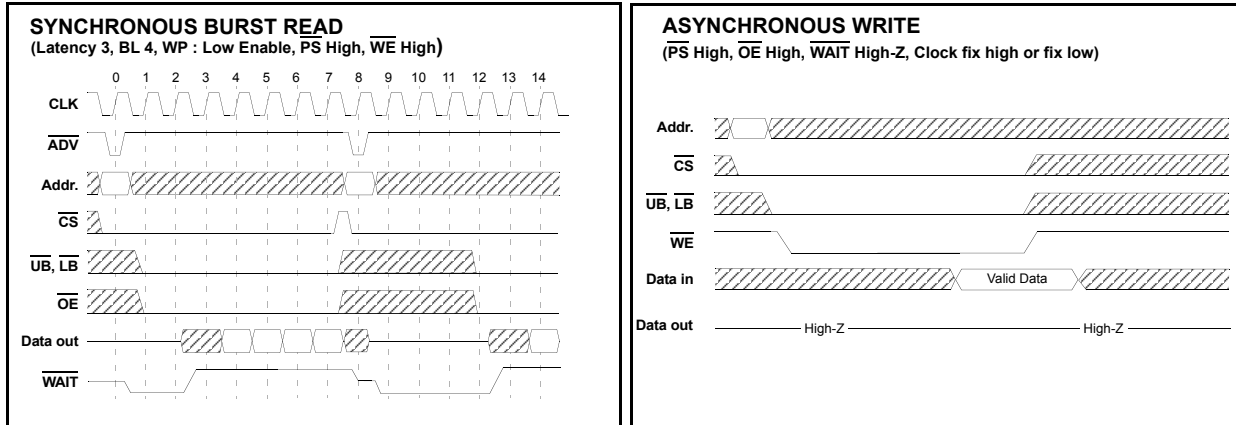 SYNCHRONOUS BURST READ
(Latency 3, BL 4, WP : Low Enable, PS High, WE High)
0 1 2 3 4 5 6 7 8 9 10 11 12 13 14
CLK
ADV
Addr.
CS
UB, LB
OE
Data out
WAIT
ASYNCHRONOUS WRITE
(PS High, OE High, WAIT High-Z, Clock fix high or fix low)
Addr.
CS
UB, LB
WE
Data in Valid Data
Data out High-Z High-Z